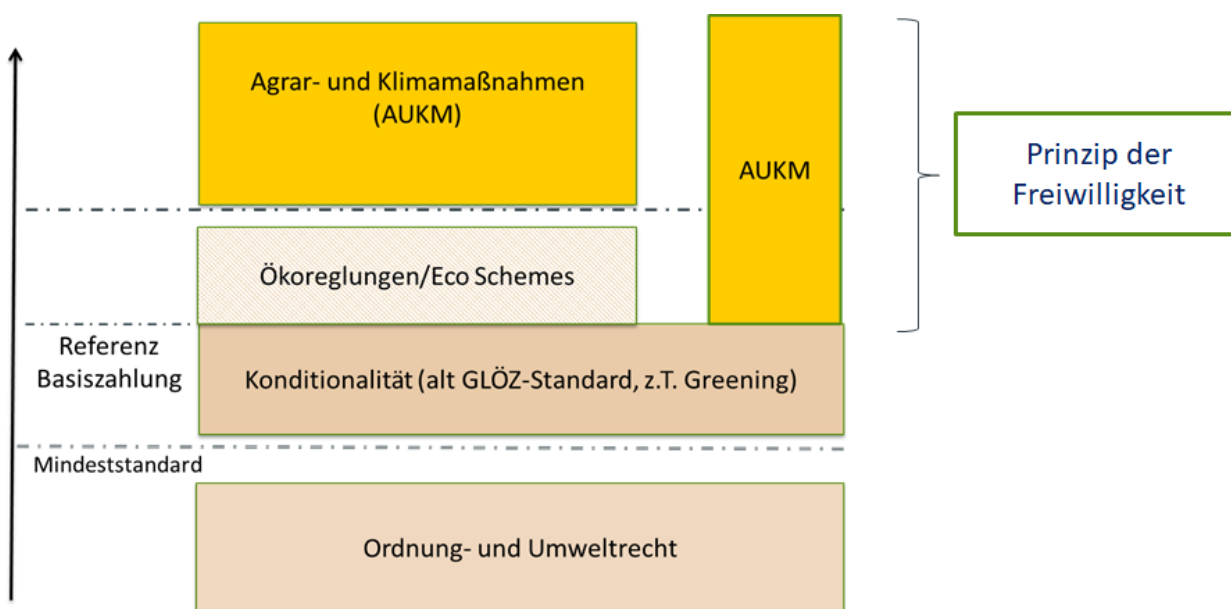 Agrar- und Klimamaßnahmen
(AUKM)
AUKM
Prinzip der
Freiwilligkeit
Ökoreglungen/Eco Schemes
Referenz
Basiszahlung
Konditionalität (alt GLÖZ-Standard, z.T. Greening)
Mindeststandard
Ordnung- und Umweltrecht